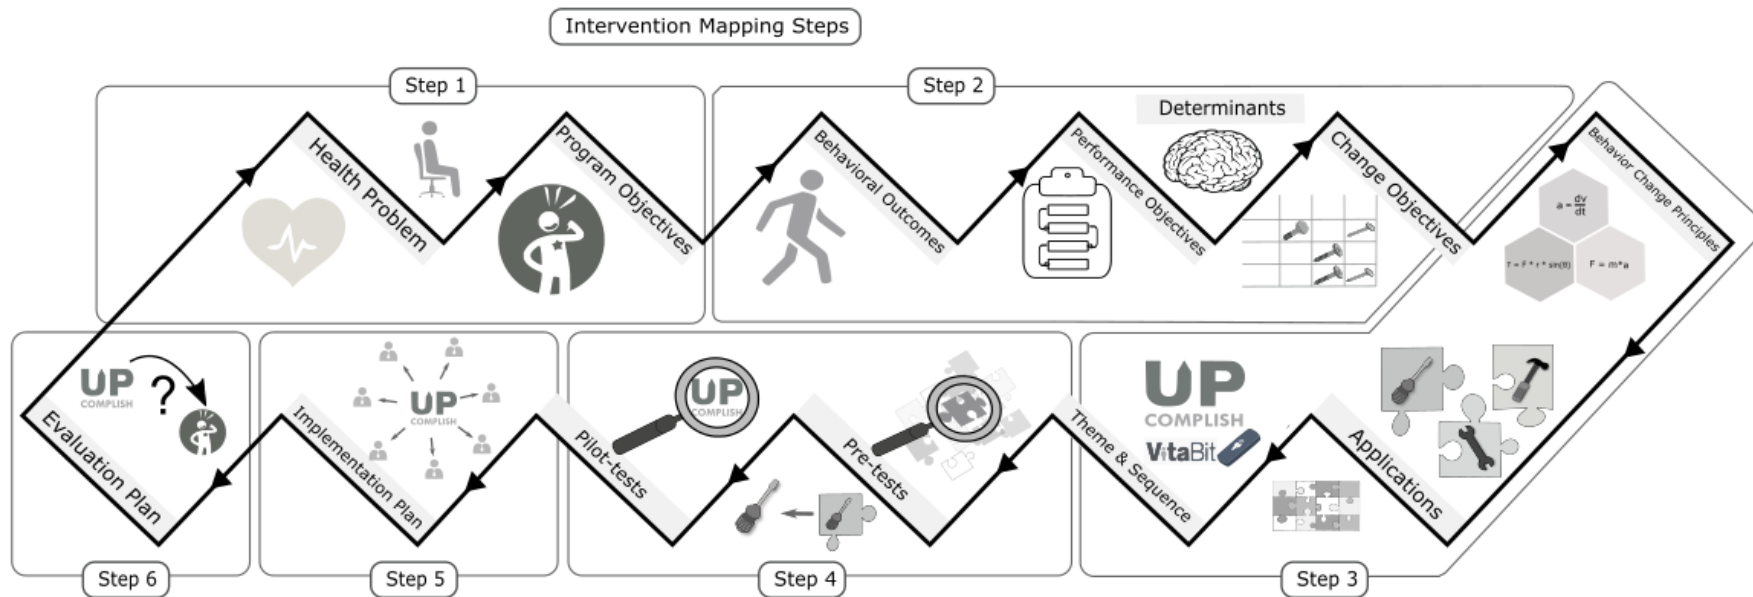 Intervention Mapping Steps
Step 1
Health Problem
Program Objectives
Step 2
Behavioral Outcomes
Performance Objectives
Determinants
Change Objectives
Behavior Change Principles
a = dv
dt
T = F * r * sin(θ)
F = m*a
Applications
UP
COMPLISH
VitaBit
Theme & Sequence
Step 3
Pre-tests
UP
COMPLISH
Pilot-tests
Step 4
UP
COMPLISH
Implementation Plan
Step 5
UP
COMPLISH
?
Evaluation Plan
Step 6